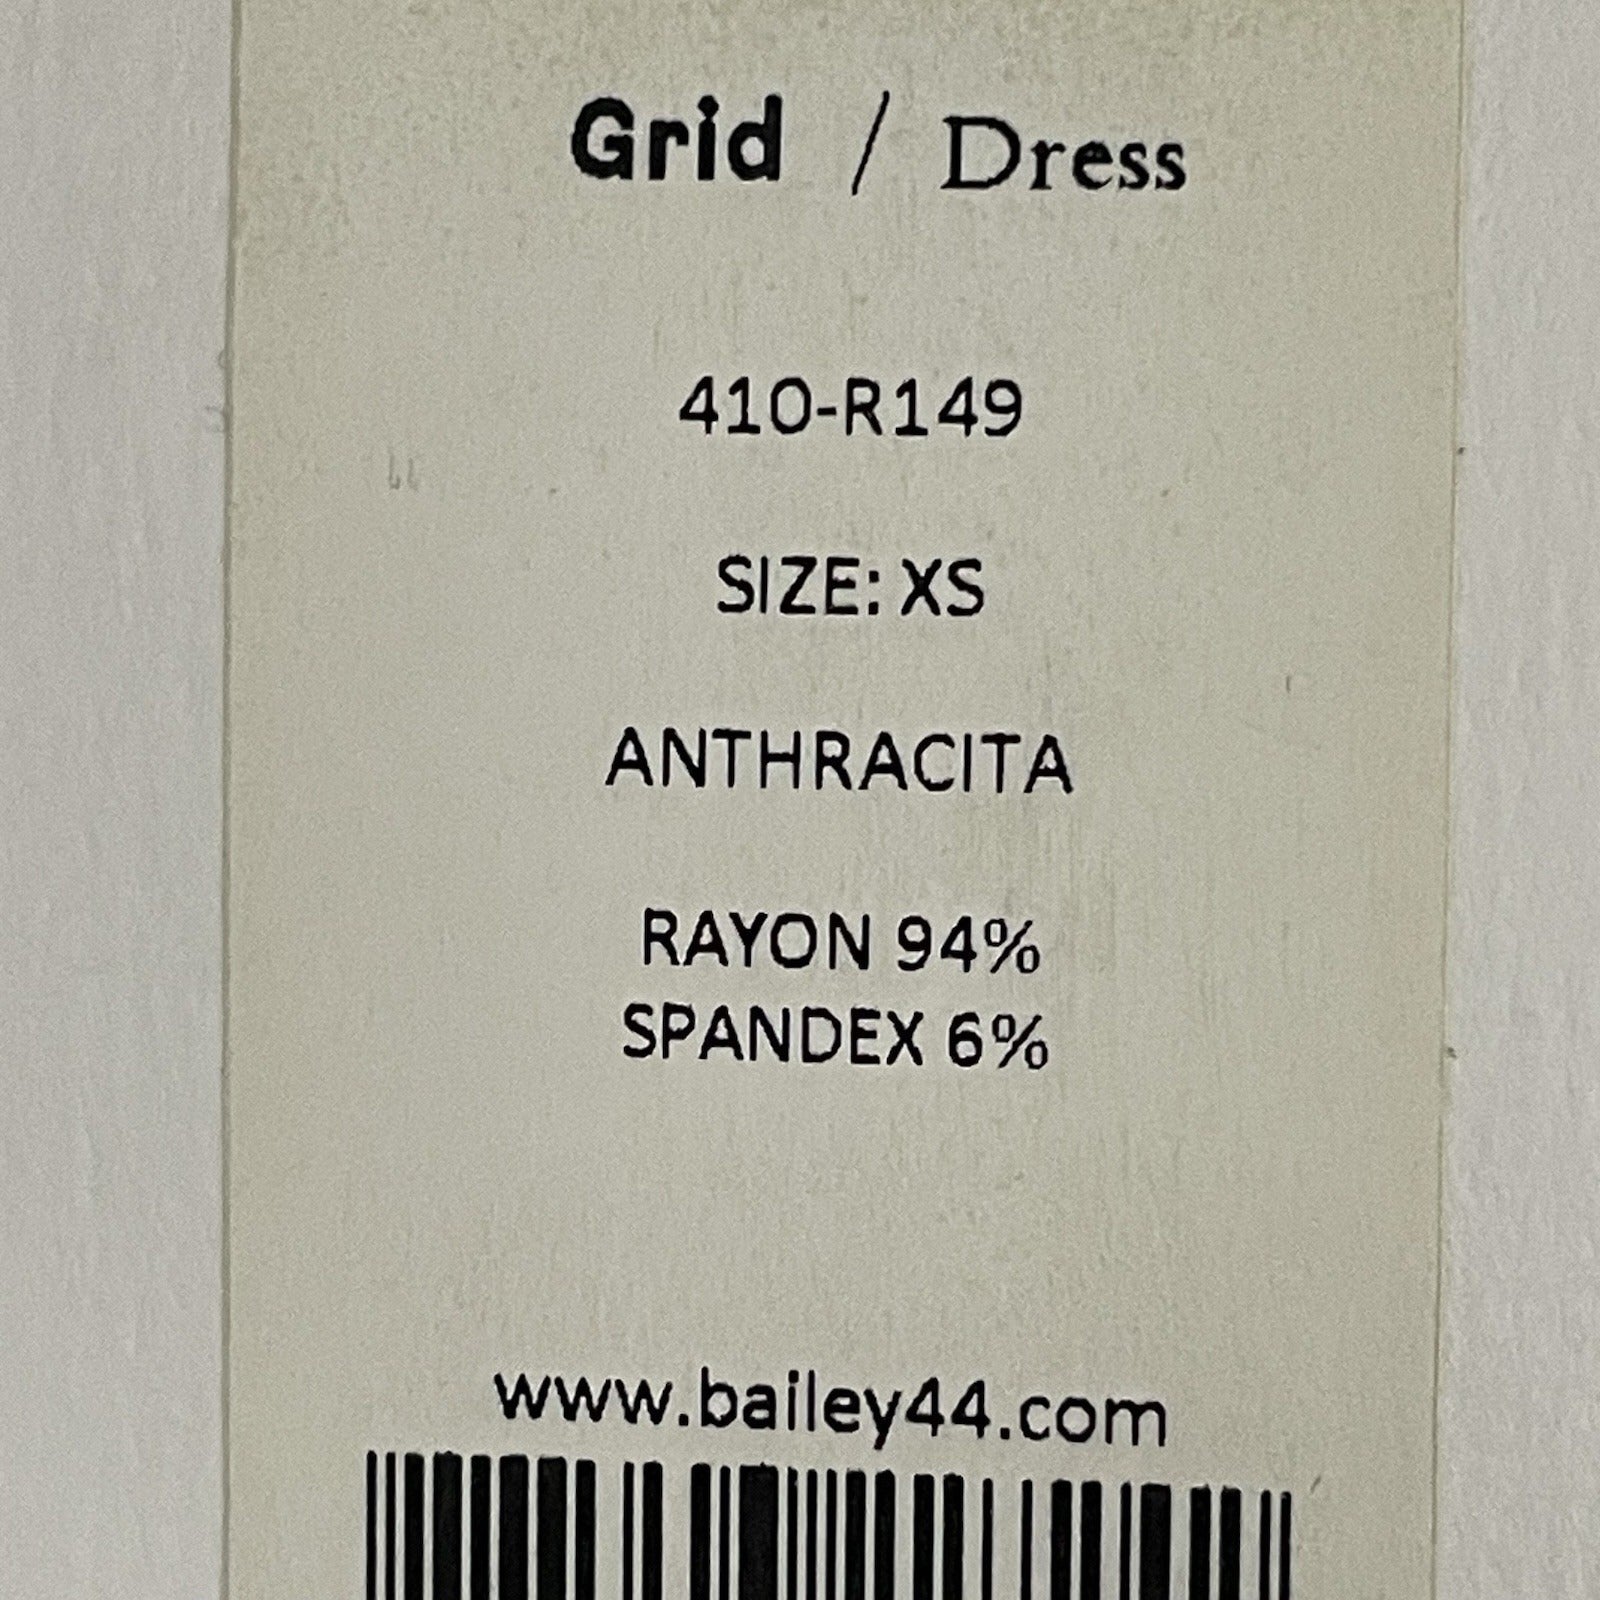 Grid / Dress
410-R149
SIZE: XS
ANTHRACITA
RAYON 94%
SPANDEX 6%
www.bailey44.com